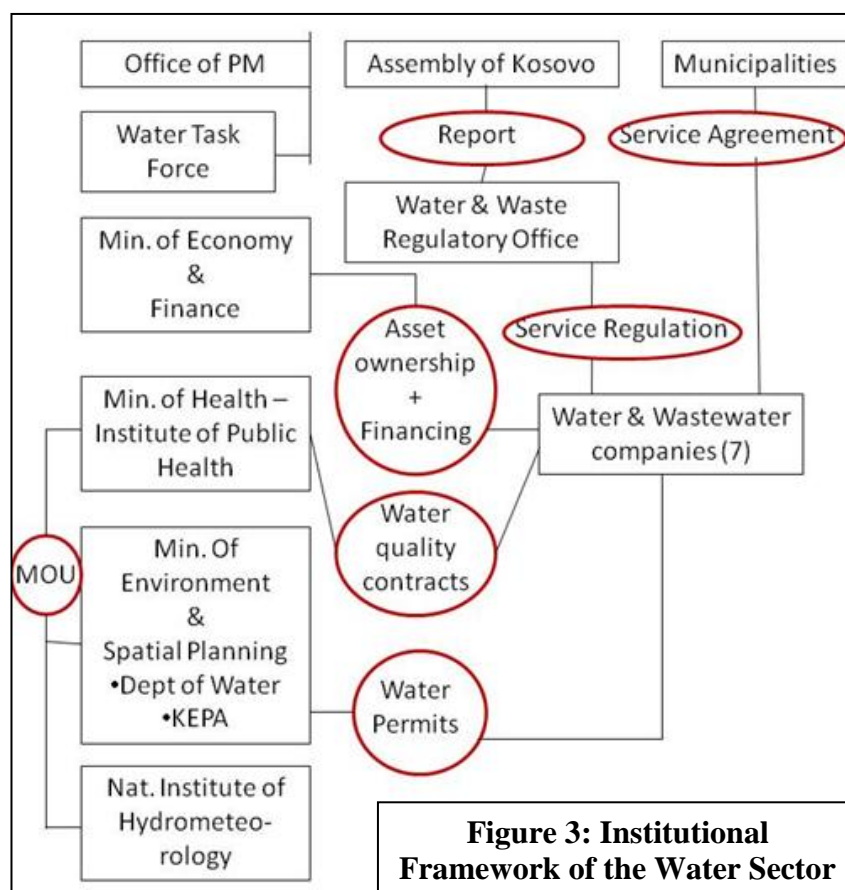 Office of PM
Assembly of Kosovo
Municipalities
Water Task
Force
Report
Service Agreement
Water & Waste
Regulatory Office
Min. of Economy
&
Finance
Service Regulation
Asset
ownership
+
Financing
Min. of Health –
Institute of Public
Health
Water & Wastewater
companies (7)
Water
quality
contracts
MOU
Min. Of
Environment
&
Spatial Planning
•Dept of Water
•KEPA
Water
Permits
Nat. Institute of
Hydrometeo-
rology
Figure 3: Institutional
Framework of the Water Sector